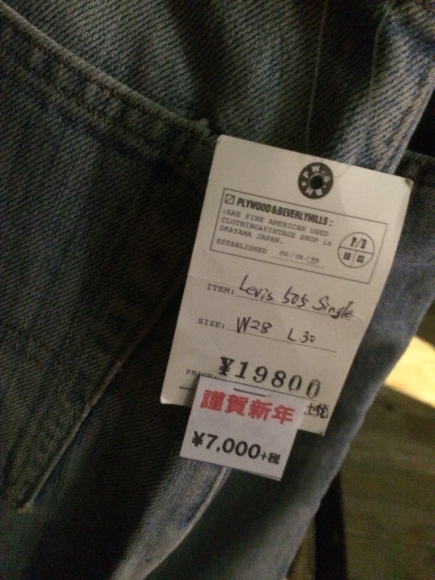 PLYWOOD&BEVERLYHILLS:
:ARE FINE AMERICAN USED
CLOTHING&VINTAGE SHOP in
OKAYAMA JAPAN.
ESTABLISHED
P/B
ITEM: Levis 505 Single
SIZE: W28 L30
¥19800
+税
謹賀新年
¥7,000+税